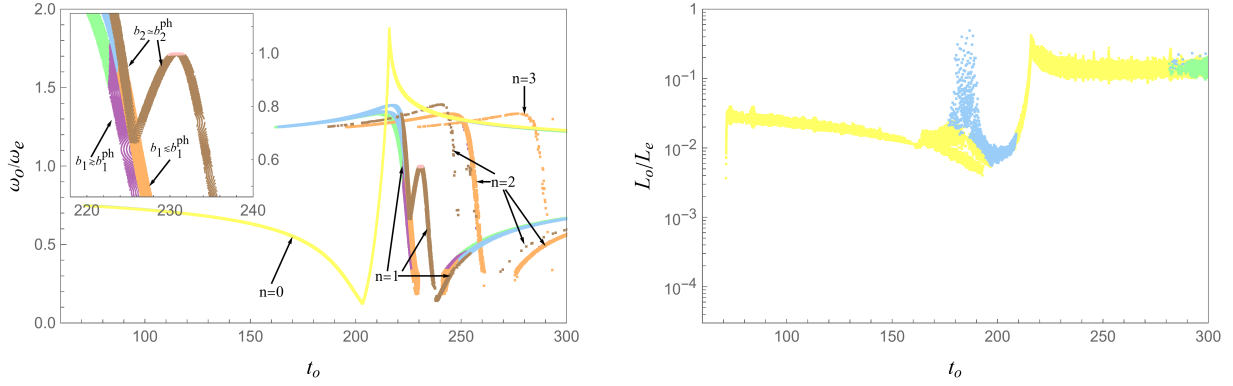 2.0
1.5
1.0
0.5
0.0
ω_o/ω_e
b_2≃b_2^ph
b_1≳b_1^ph
b_1≲b_1^ph
1.0
0.8
0.6
220
230
240
n=3
n=2
n=1
n=0
100
150
200
250
300
t_o
1
10^-1
10^-2
10^-3
10^-4
L_o/L_e
100
150
200
250
300
t_o